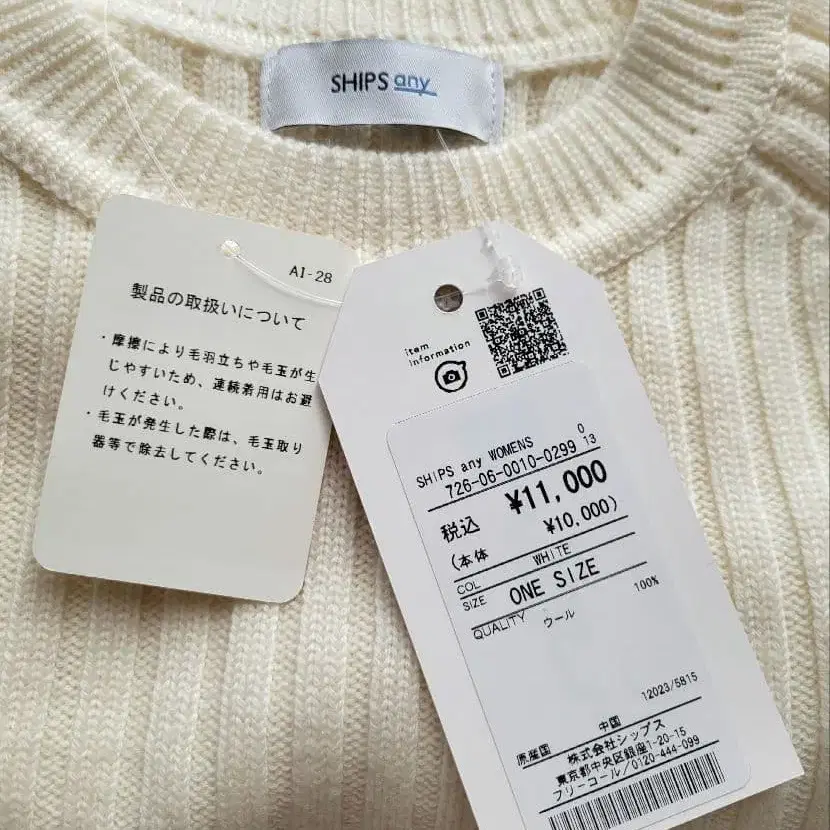 SHIPS any
AI-28
製品の取扱いについて
・摩擦により毛羽立ちや毛玉が生
じやすいため、連続着用はお避
けください。
・毛玉が発生した際は、毛玉取り
器等で除去してください。
item
information
SHIPS any WOMENS 0
726-06-0010-0299 13
税込 ¥11,000
(本体 ¥10,000)
COL WHITE
SIZE ONE SIZE
QUALITY ウール 100%
12023/5815
原産国 中国
株式会社シップス
東京都中央区銀座1-20-15
フリーコール/0120-444-099